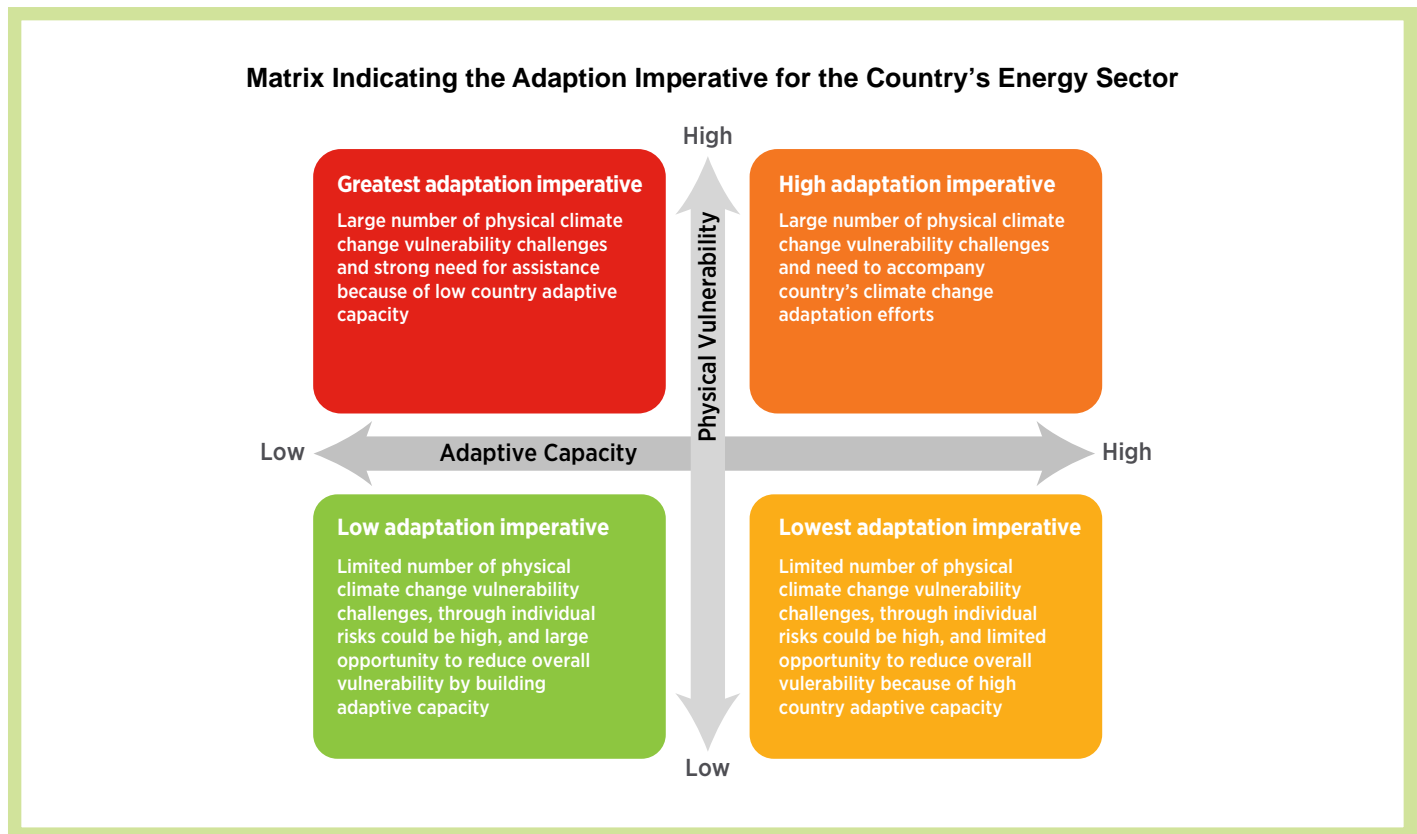 Matrix Indicating the Adaption Imperative for the Country’s Energy Sector
High
Greatest adaptation imperative
Large number of physical climate
change vulnerability challenges
and strong need for assistance
because of low country adaptive
capacity
Physical Vulnerability
High adaptation imperative
Large number of physical climate
change vulnerability challenges
and need to accompany
country’s climate change
adaptation efforts
Low
Adaptive Capacity
High
Low adaptation imperative
Limited number of physical
climate change vulnerability
challenges, through individual
risks could be high, and large
opportunity to reduce overall
vulnerability by building
adaptive capacity
Lowest adaptation imperative
Limited number of physical
climate change vulnerability
challenges, through individual
risks could be high, and limited
opportunity to reduce overall
vulerability because of high
country adaptive capacity
Low